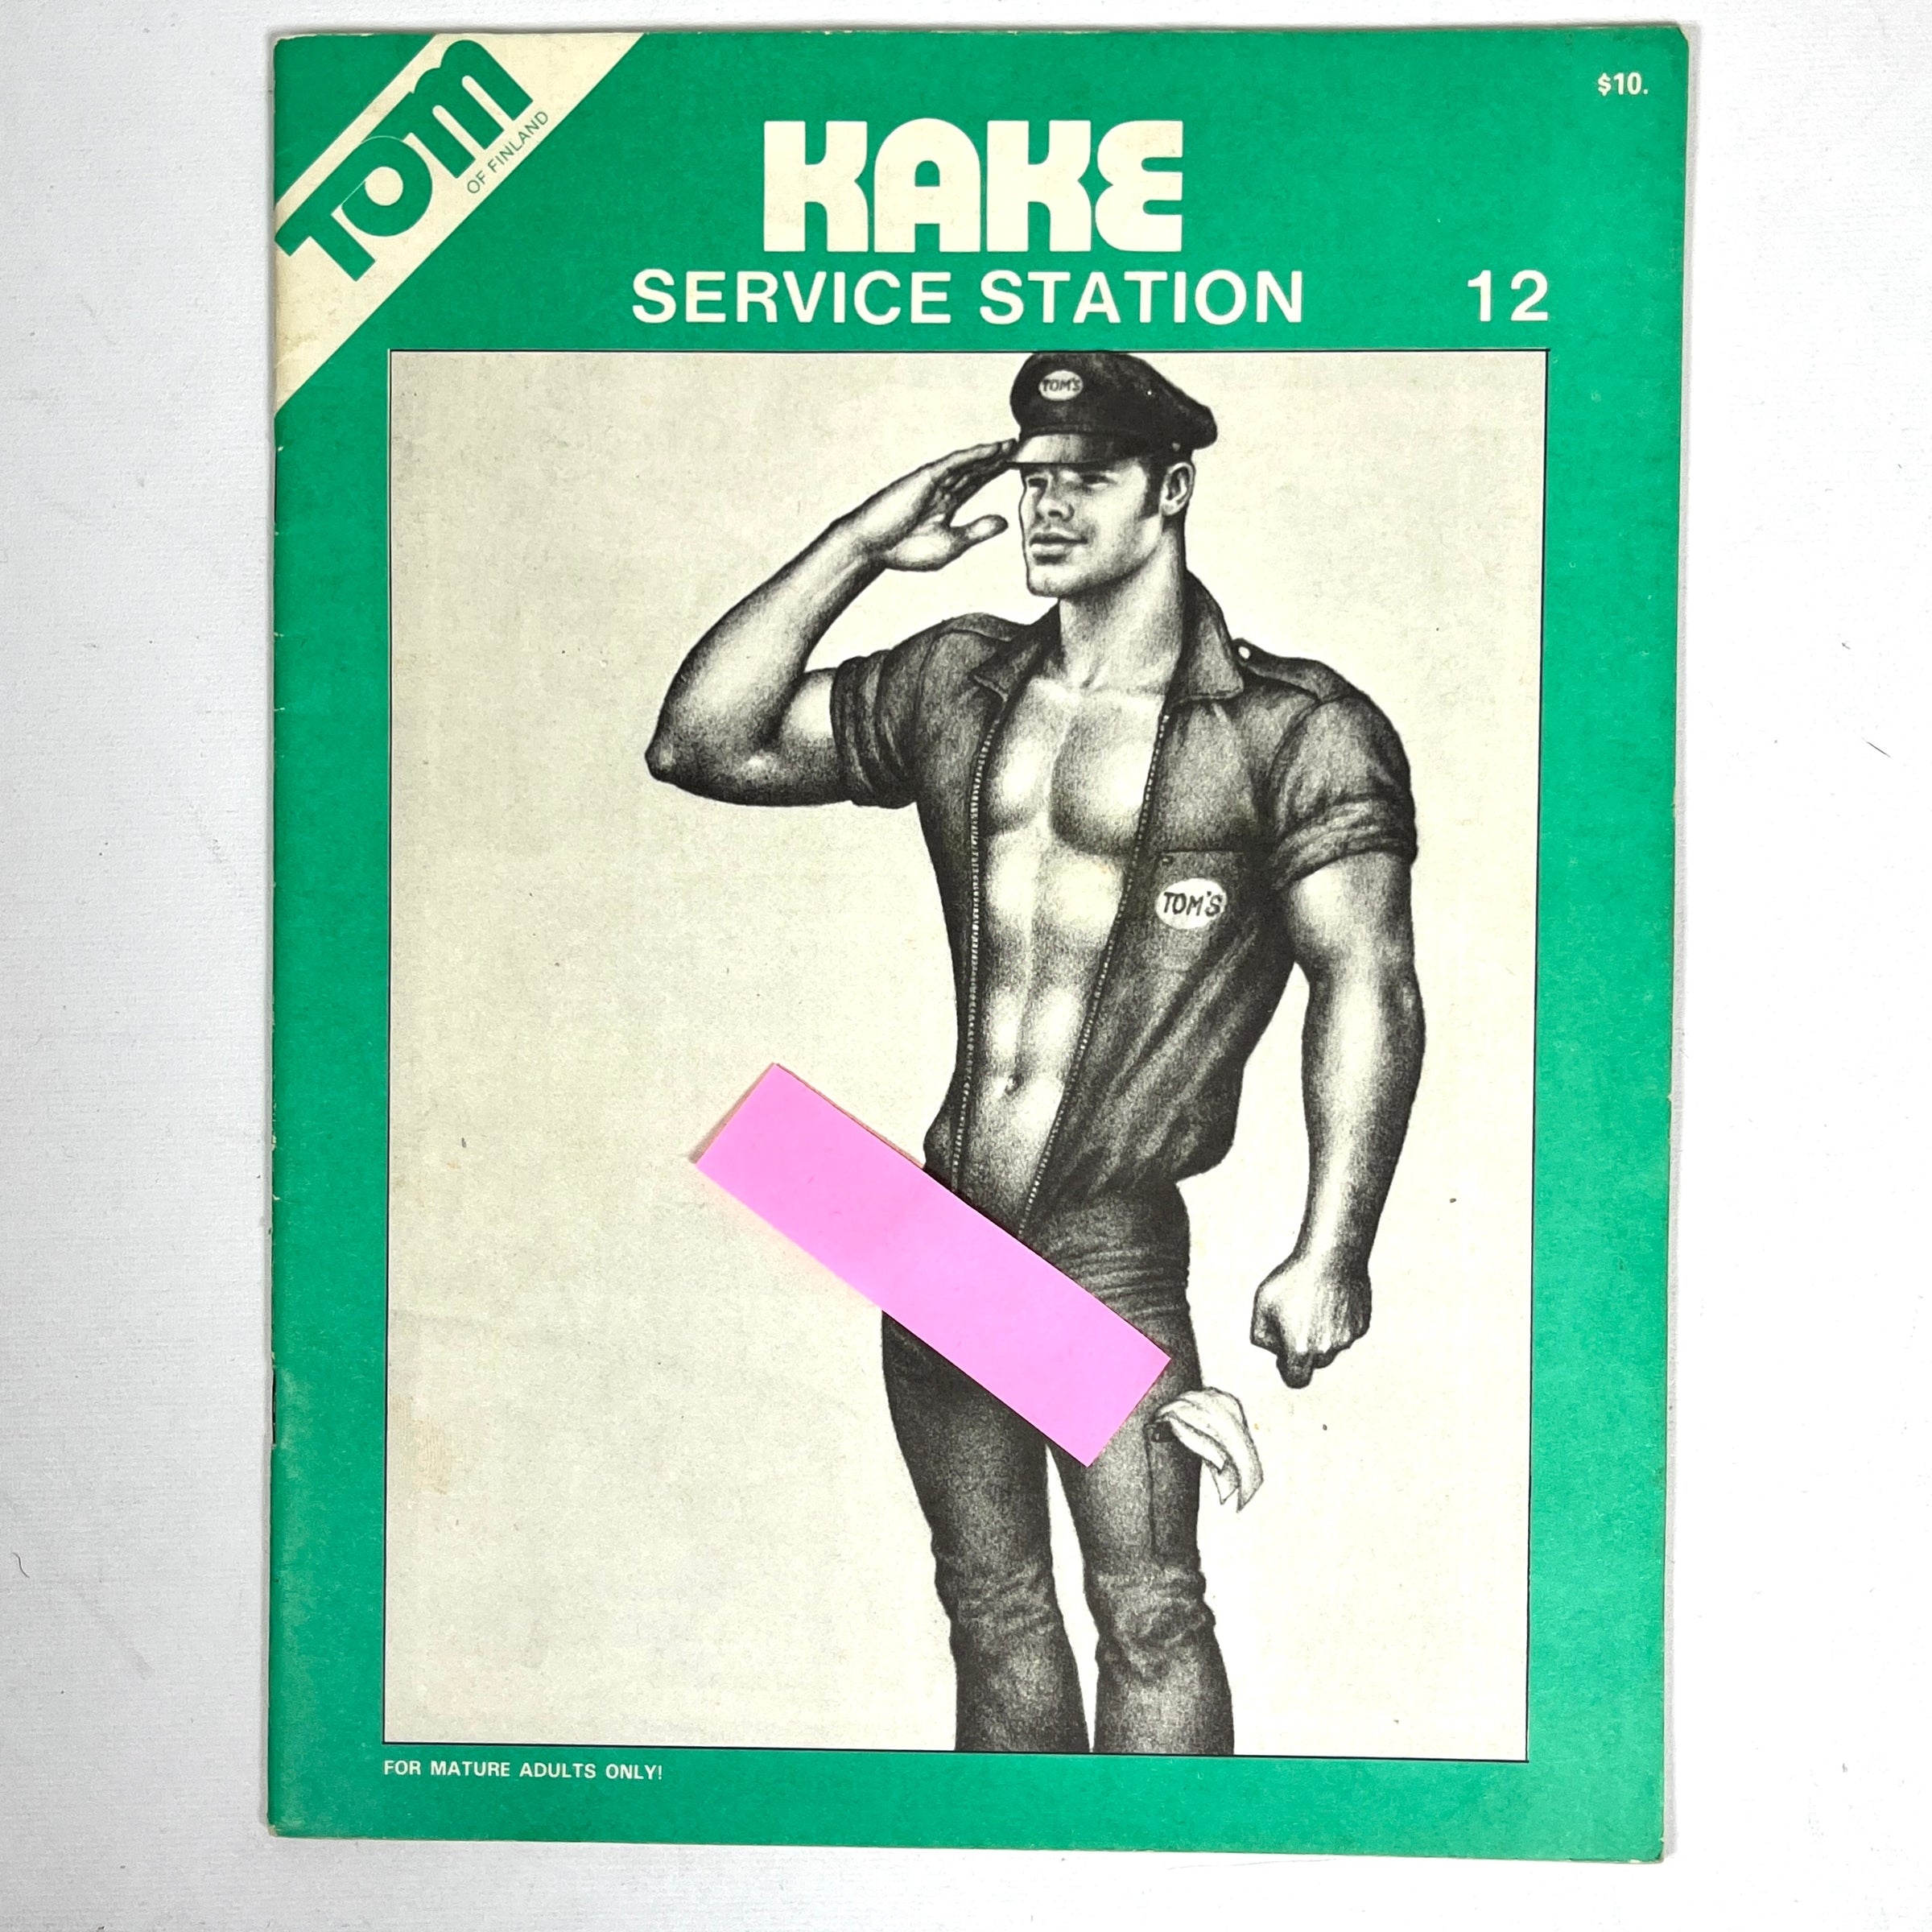 TOM
OF FINLAND
$10.
KAKE
SERVICE STATION 12
TOM'S
TOM'S
FOR MATURE ADULTS ONLY!